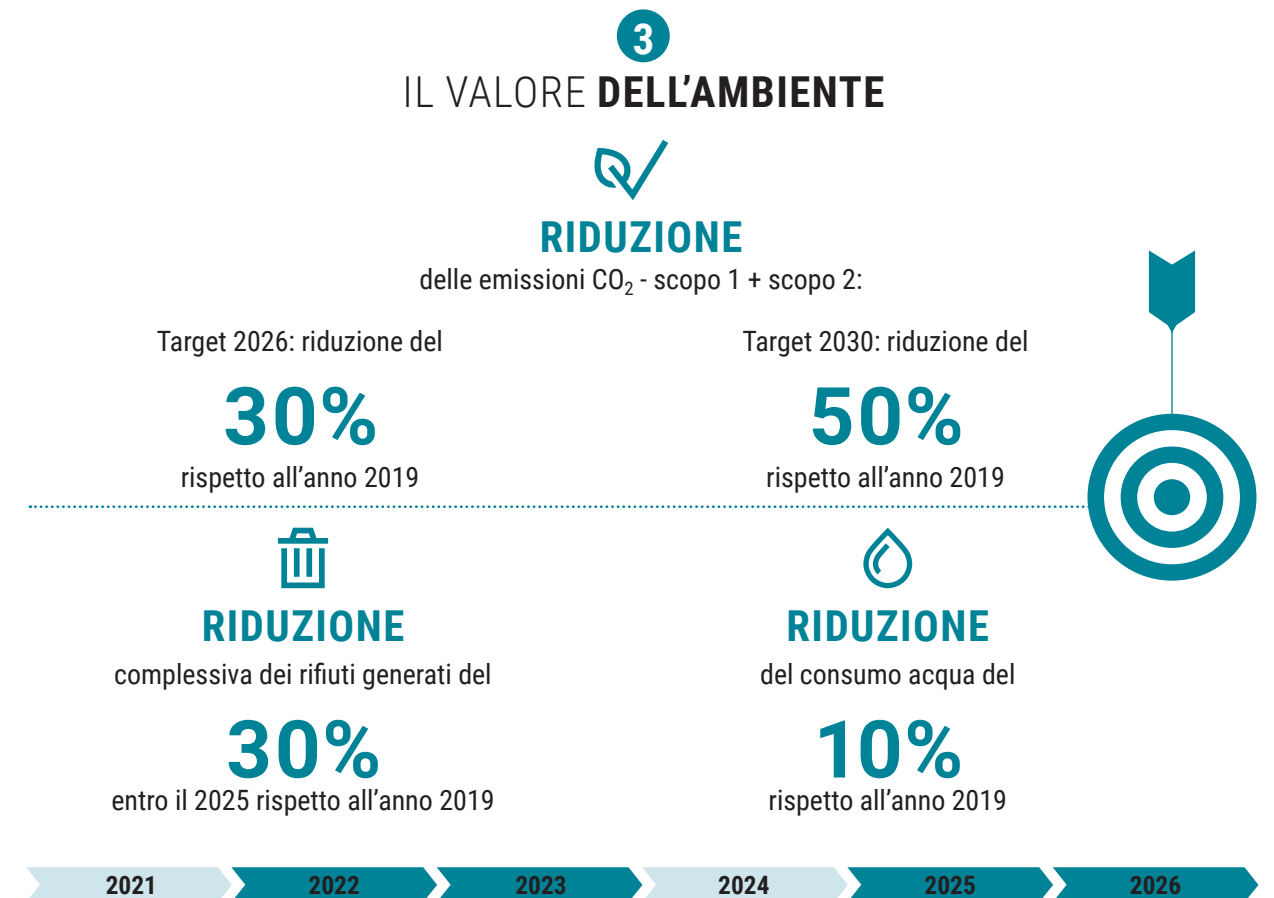 3
IL VALORE DELL’AMBIENTE
RIDUZIONE
delle emissioni CO₂ - scopo 1 + scopo 2:
Target 2026: riduzione del
30%
rispetto all’anno 2019
Target 2030: riduzione del
50%
rispetto all’anno 2019
RIDUZIONE
complessiva dei rifiuti generati del
30%
entro il 2025 rispetto all’anno 2019
RIDUZIONE
del consumo acqua del
10%
rispetto all’anno 2019
2021 2022 2023 2024 2025 2026